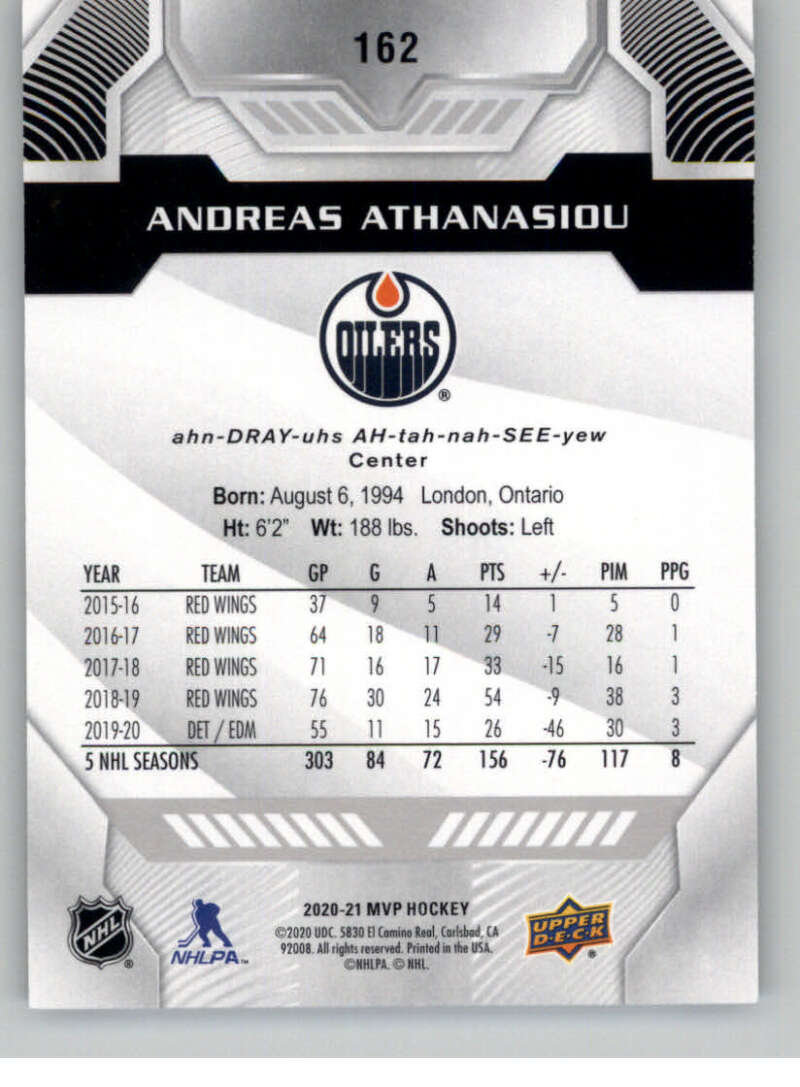 162
ANDREAS ATHANASIOU
OILERS
®
ahn-DRAY-uhs AH-tah-nah-SEE-yew
Center
Born: August 6, 1994 London, Ontario
Ht: 6'2" Wt: 188 lbs. Shoots: Left
YEAR TEAM GP G A PTS +/- PIM PPG
2015-16 RED WINGS 37 9 5 14 1 5 0
2016-17 RED WINGS 64 18 11 29 -7 28 1
2017-18 RED WINGS 71 16 17 33 -15 16 1
2018-19 RED WINGS 76 30 24 54 -9 38 3
2019-20 DET / EDM 55 11 15 26 -46 30 3
5 NHL SEASONS 303 84 72 156 -76 117 8
NHL
®
NHLPA™
2020-21 MVP HOCKEY
©2020 UDC. 5830 El Camino Real, Carlsbad, CA
92008. All rights reserved. Printed in the USA.
©NHLPA. © NHL.
UPPER
D·E·C·K
®